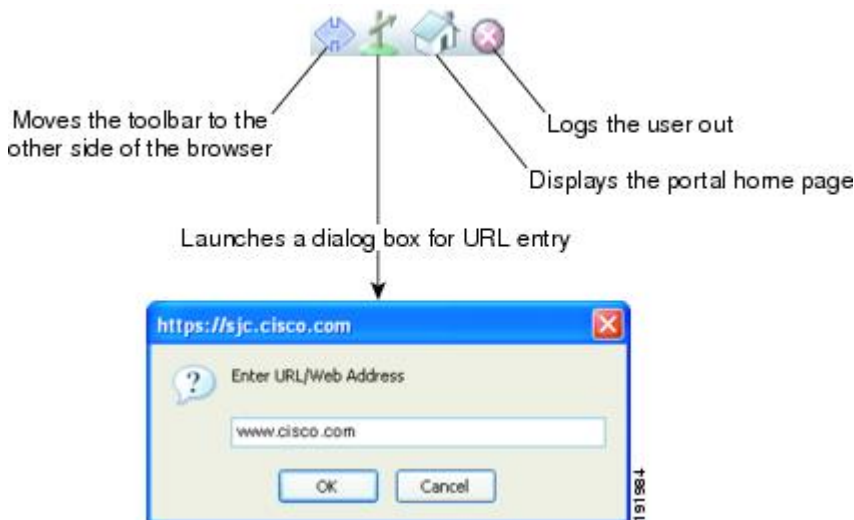 Moves the toolbar to the
other side of the browser
Logs the user out
Displays the portal home page
Launches a dialog box for URL entry
https://sjc.cisco.com
?
Enter URL/Web Address
www.cisco.com
OK
Cancel
191984